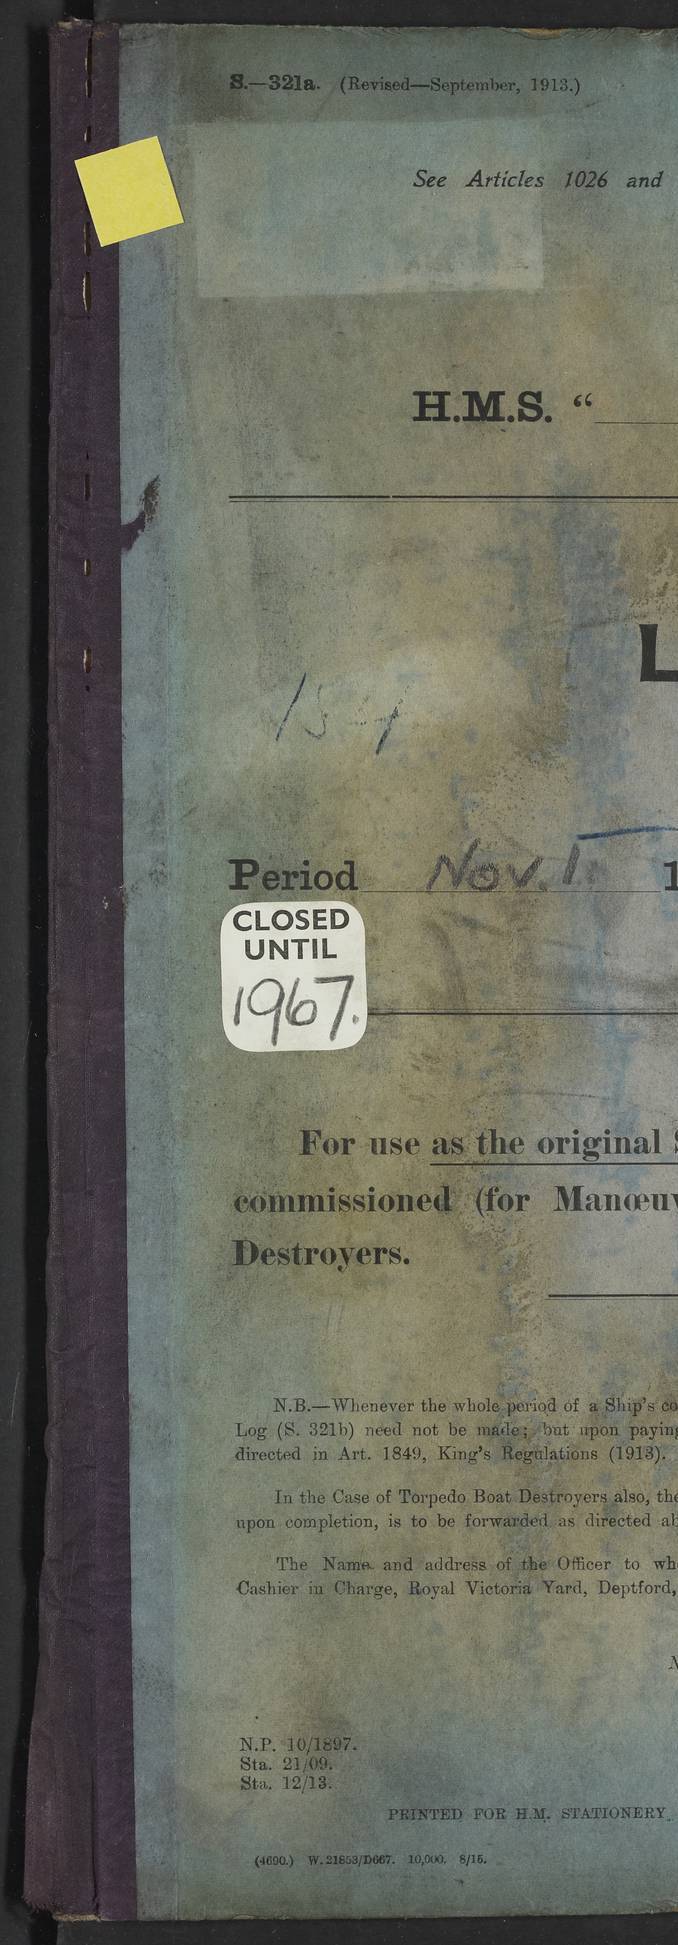 S.—321a. (Revised—September, 1913.)
See Articles 1026 and
H.M.S. “
L
154
Period Nov. 1. 1
CLOSED
UNTIL
1967.
For use as the original S
commissioned (for Manœuv
Destroyers.
N.B.—Whenever the whole period of a Ship's co
Log (S. 321b) need not be made; but upon paying
directed in Art. 1849, King's Regulations (1913).
In the Case of Torpedo Boat Destroyers also, the
upon completion, is to be forwarded as directed ab
The Name and address of the Officer to wh
Cashier in Charge, Royal Victoria Yard, Deptford,
N.P. 10/1897.
Sta. 21/09.
Sta. 12/13.
PRINTED FOR H.M. STATIONERY
(4690.) W. 21853/D667. 10,000. 8/15.